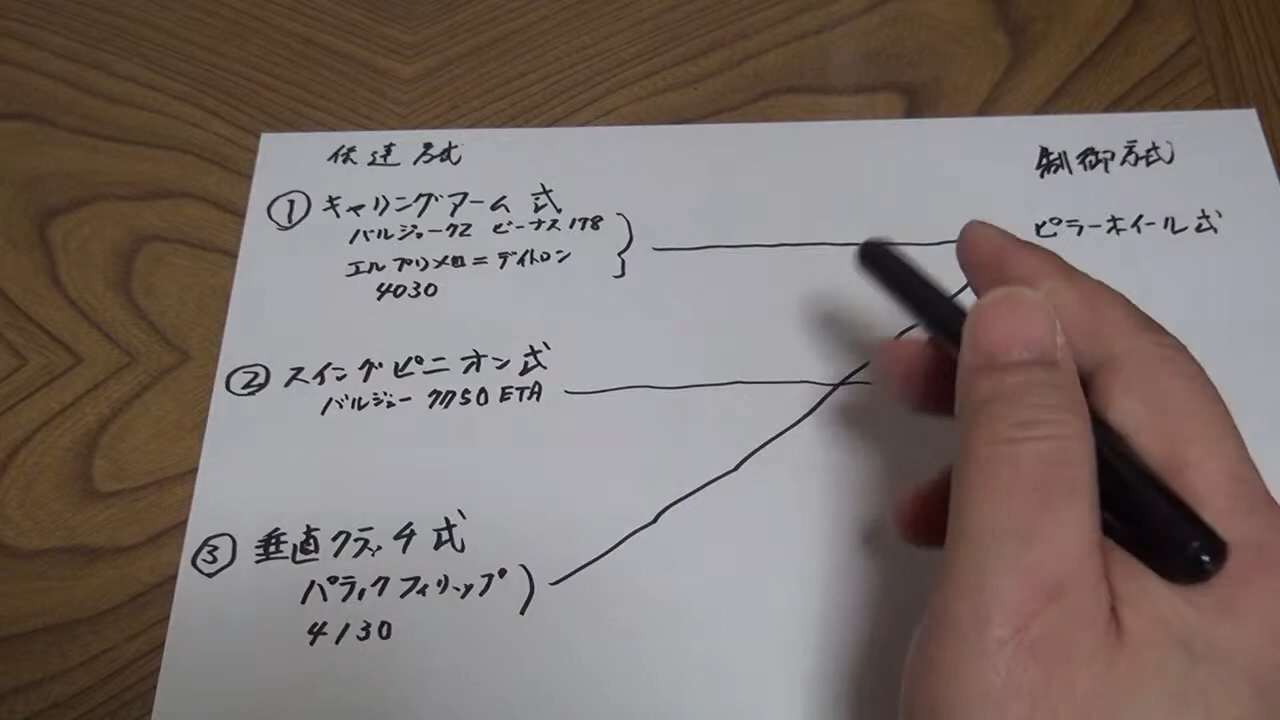 伝達方式
制御方式
① キャリングアーム式
ピラーホイール式
バルジュー72 ビーナス178
エルプリメロ=デイトロン
4030
② スイングピニオン式
バルジュー 7750 ETA
③ 垂直クラッチ式
パティックフィリップ
4130